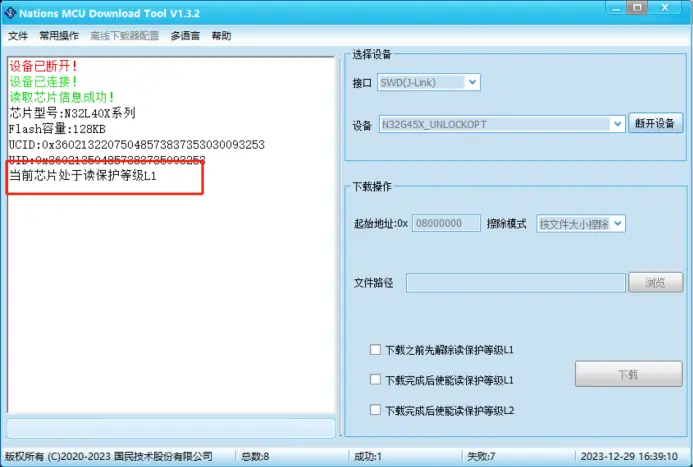 Nations MCU Download Tool V1.3.2
文件 常用操作 离线下载器配置 多语言 帮助
设备已断开!
设备已连接!
读取芯片信息成功!
芯片型号:N32L40X系列
Flash容量:128KB
UCID:0x36021322075048573837353030093253
UID:0x360213504857383735093253
当前芯片处于读保护等级L1
选择设备
接口 SWD(J-Link)
设备 N32G45X_UNLOCKOPT 断开设备
下载操作
起始地址:0x 08000000 擦除模式 按文件大小擦除
文件路径 浏览
下载之前先解除读保护等级L1
下载完成后使能读保护等级L1
下载完成后使能读保护等级L2
下载
版权所有 (C)2020-2023 国民技术股份有限公司 总数:8 成功:1 失败:7 2023-12-29 16:39:10